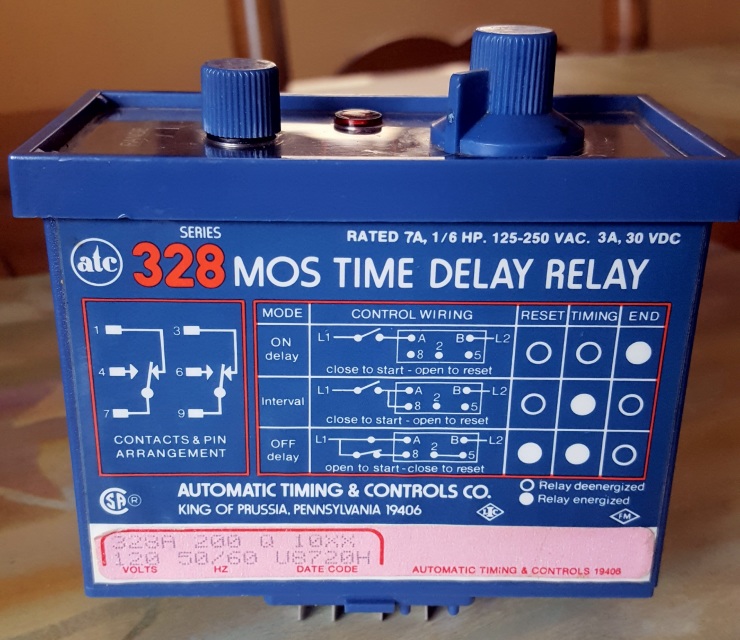 SERIES
RATED 7A, 1/6 HP. 125-250 VAC. 3A, 30 VDC
atc 328 MOS TIME DELAY RELAY
1 3
4 6
7 9
CONTACTS & PIN
ARRANGEMENT
MODE CONTROL WIRING RESET TIMING END
ON
delay
L1 A B L2
8 2 5
close to start - open to reset
Interval
L1 A B L2
8 2 5
close to start - open to reset
OFF
delay
L1 A B L2
8 2 5
open to start - close to reset
SA ®
AUTOMATIC TIMING & CONTROLS CO.
KING OF PRUSSIA, PENNSYLVANIA 19406
Relay deenergized
Relay energized
FM
328A 200 Q 10XX
120 50/60 U8720H
VOLTS HZ DATE CODE
AUTOMATIC TIMING & CONTROLS 19406